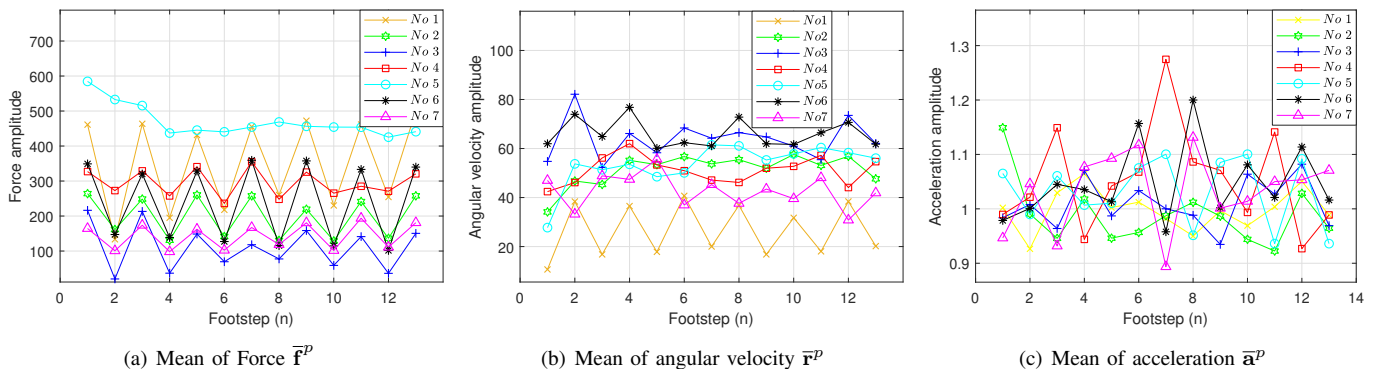 800
700
600
500
400
300
200
100
0
2
4
6
8
10
12
14
Footstep (n)
Force amplitude
No 1
No 2
No 3
No 4
No 5
No 6
No 7
(a) Mean of Force f̅ᵖ
100
80
60
40
20
0
2
4
6
8
10
12
14
Footstep (n)
Angular velocity amplitude
No1
No2
No3
No4
No5
No6
No7
(b) Mean of angular velocity r̅ᵖ
1.3
1.2
1.1
1
0.9
0
2
4
6
8
10
12
14
Footstep (n)
Acceleration amplitude
No 1
No 2
No 3
No 4
No 5
No 6
No 7
(c) Mean of acceleration a̅ᵖ